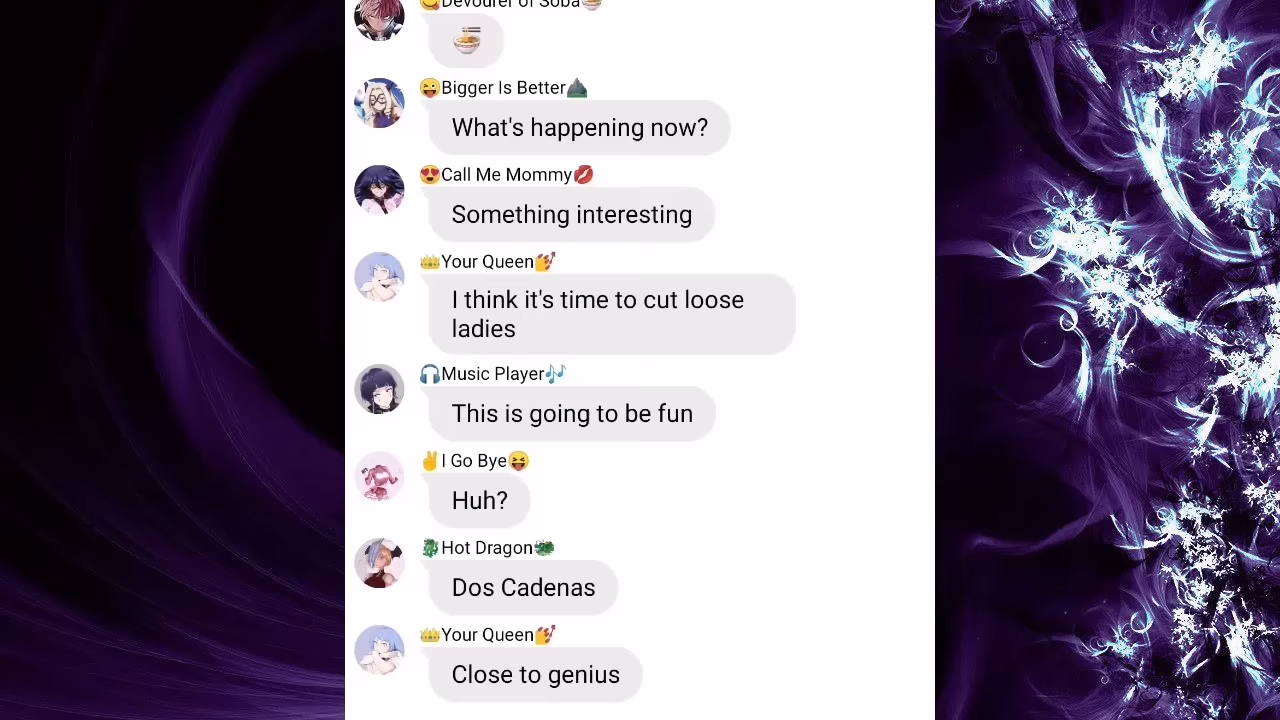 😋Devourer of Soba🍜
🍜
😜Bigger Is Better⛰️
What's happening now?
😍Call Me Mommy💋
Something interesting
👑Your Queen💅
I think it's time to cut loose
ladies
🎧Music Player🎶
This is going to be fun
✌️I Go Bye😝
Huh?
🐉Hot Dragon🐲
Dos Cadenas
👑Your Queen💅
Close to genius